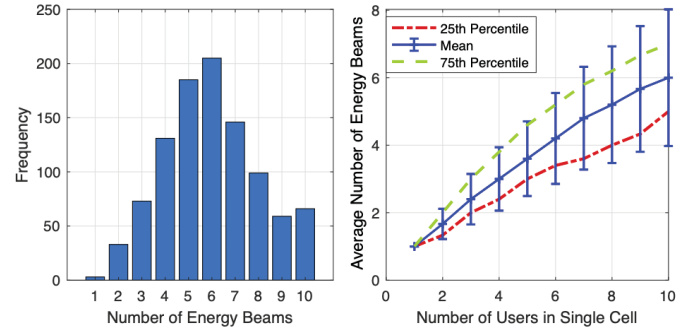 250
200
150
100
50
0
Frequency
1 2 3 4 5 6 7 8 9 10
Number of Energy Beams
8
6
4
2
0
Average Number of Energy Beams
25th Percentile
Mean
75th Percentile
0 2 4 6 8 10
Number of Users in Single Cell